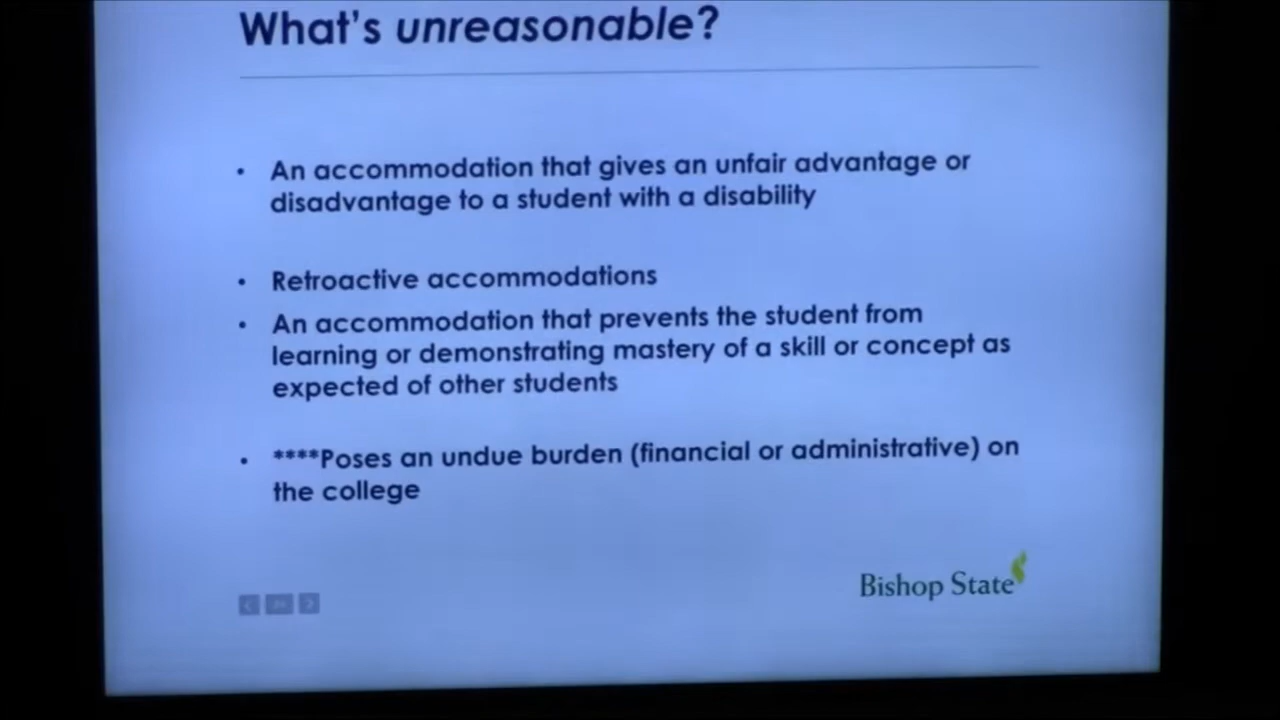 What's unreasonable?
• An accommodation that gives an unfair advantage or
disadvantage to a student with a disability
• Retroactive accommodations
• An accommodation that prevents the student from
learning or demonstrating mastery of a skill or concept as
expected of other students
• ****Poses an undue burden (financial or administrative) on
the college
Bishop State